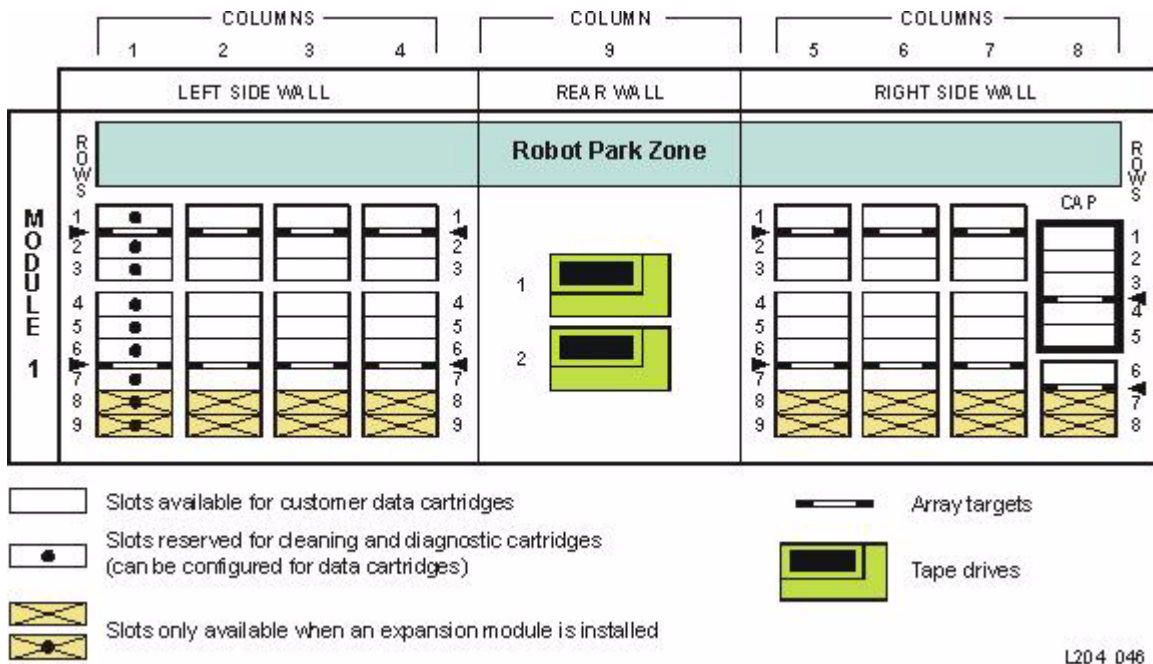 COLUMNS COLUMN COLUMNS
1 2 3 4 9 5 6 7 8
LEFT SIDE WALL REAR WALL RIGHT SIDE WALL
MODULE 1
ROWS
Robot Park Zone
ROWS
CAP
1 1 1 1
2 2 2 2
3 3 3 3
4 4 1 4 4
5 5 5 5
6 6 2 6 6
7 7 7 7
8 8 8 8
9 9 9
Slots available for customer data cartridges
Slots reserved for cleaning and diagnostic cartridges
(can be configured for data cartridges)
Slots only available when an expansion module is installed
Array targets
Tape drives
L204_046